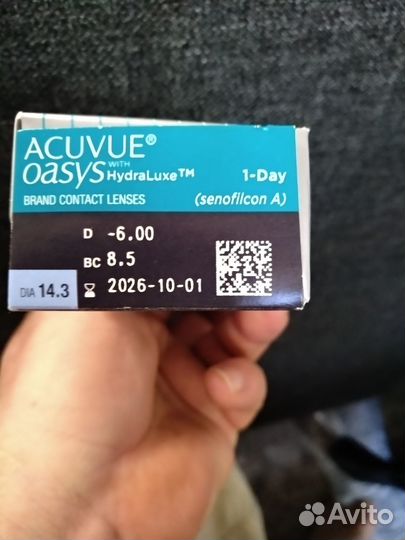 ACUVUE®
OASYS WITH HydraLuxe™ 1-Day
BRAND CONTACT LENSES (senofilcon A)
D -6.00
BC 8.5
DIA 14.3 2026-10-01
Avito